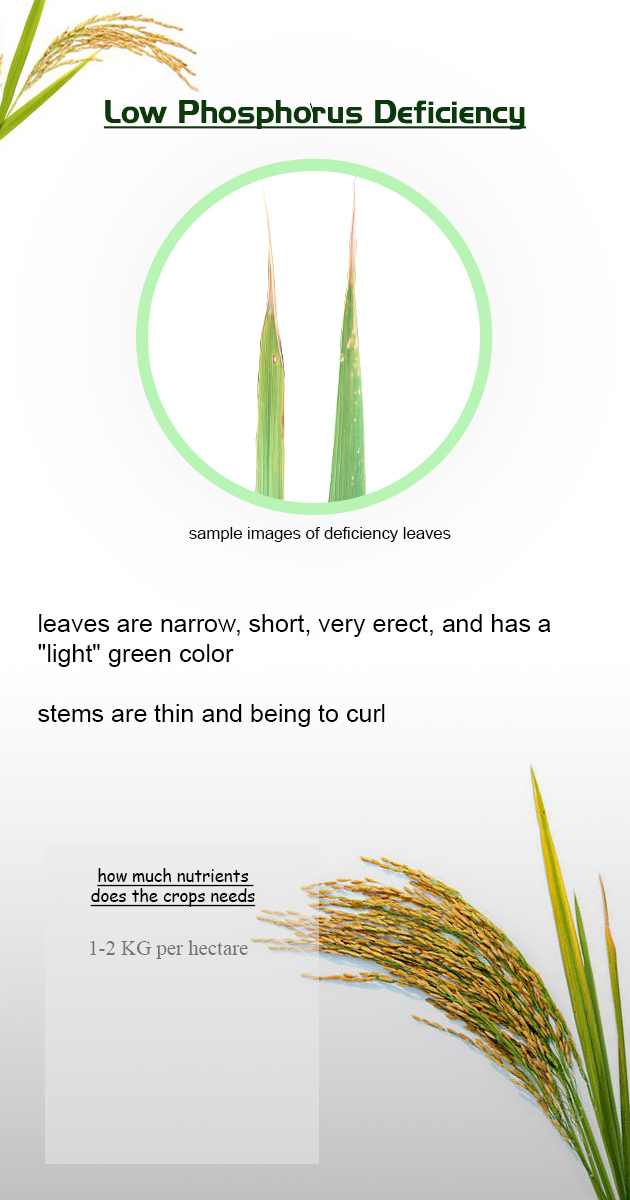 Low Phosphorus Deficiency
sample images of deficiency leaves
leaves are narrow, short, very erect, and has a
"light" green color
stems are thin and being to curl
how much nutrients
does the crops needs
1-2 KG per hectare